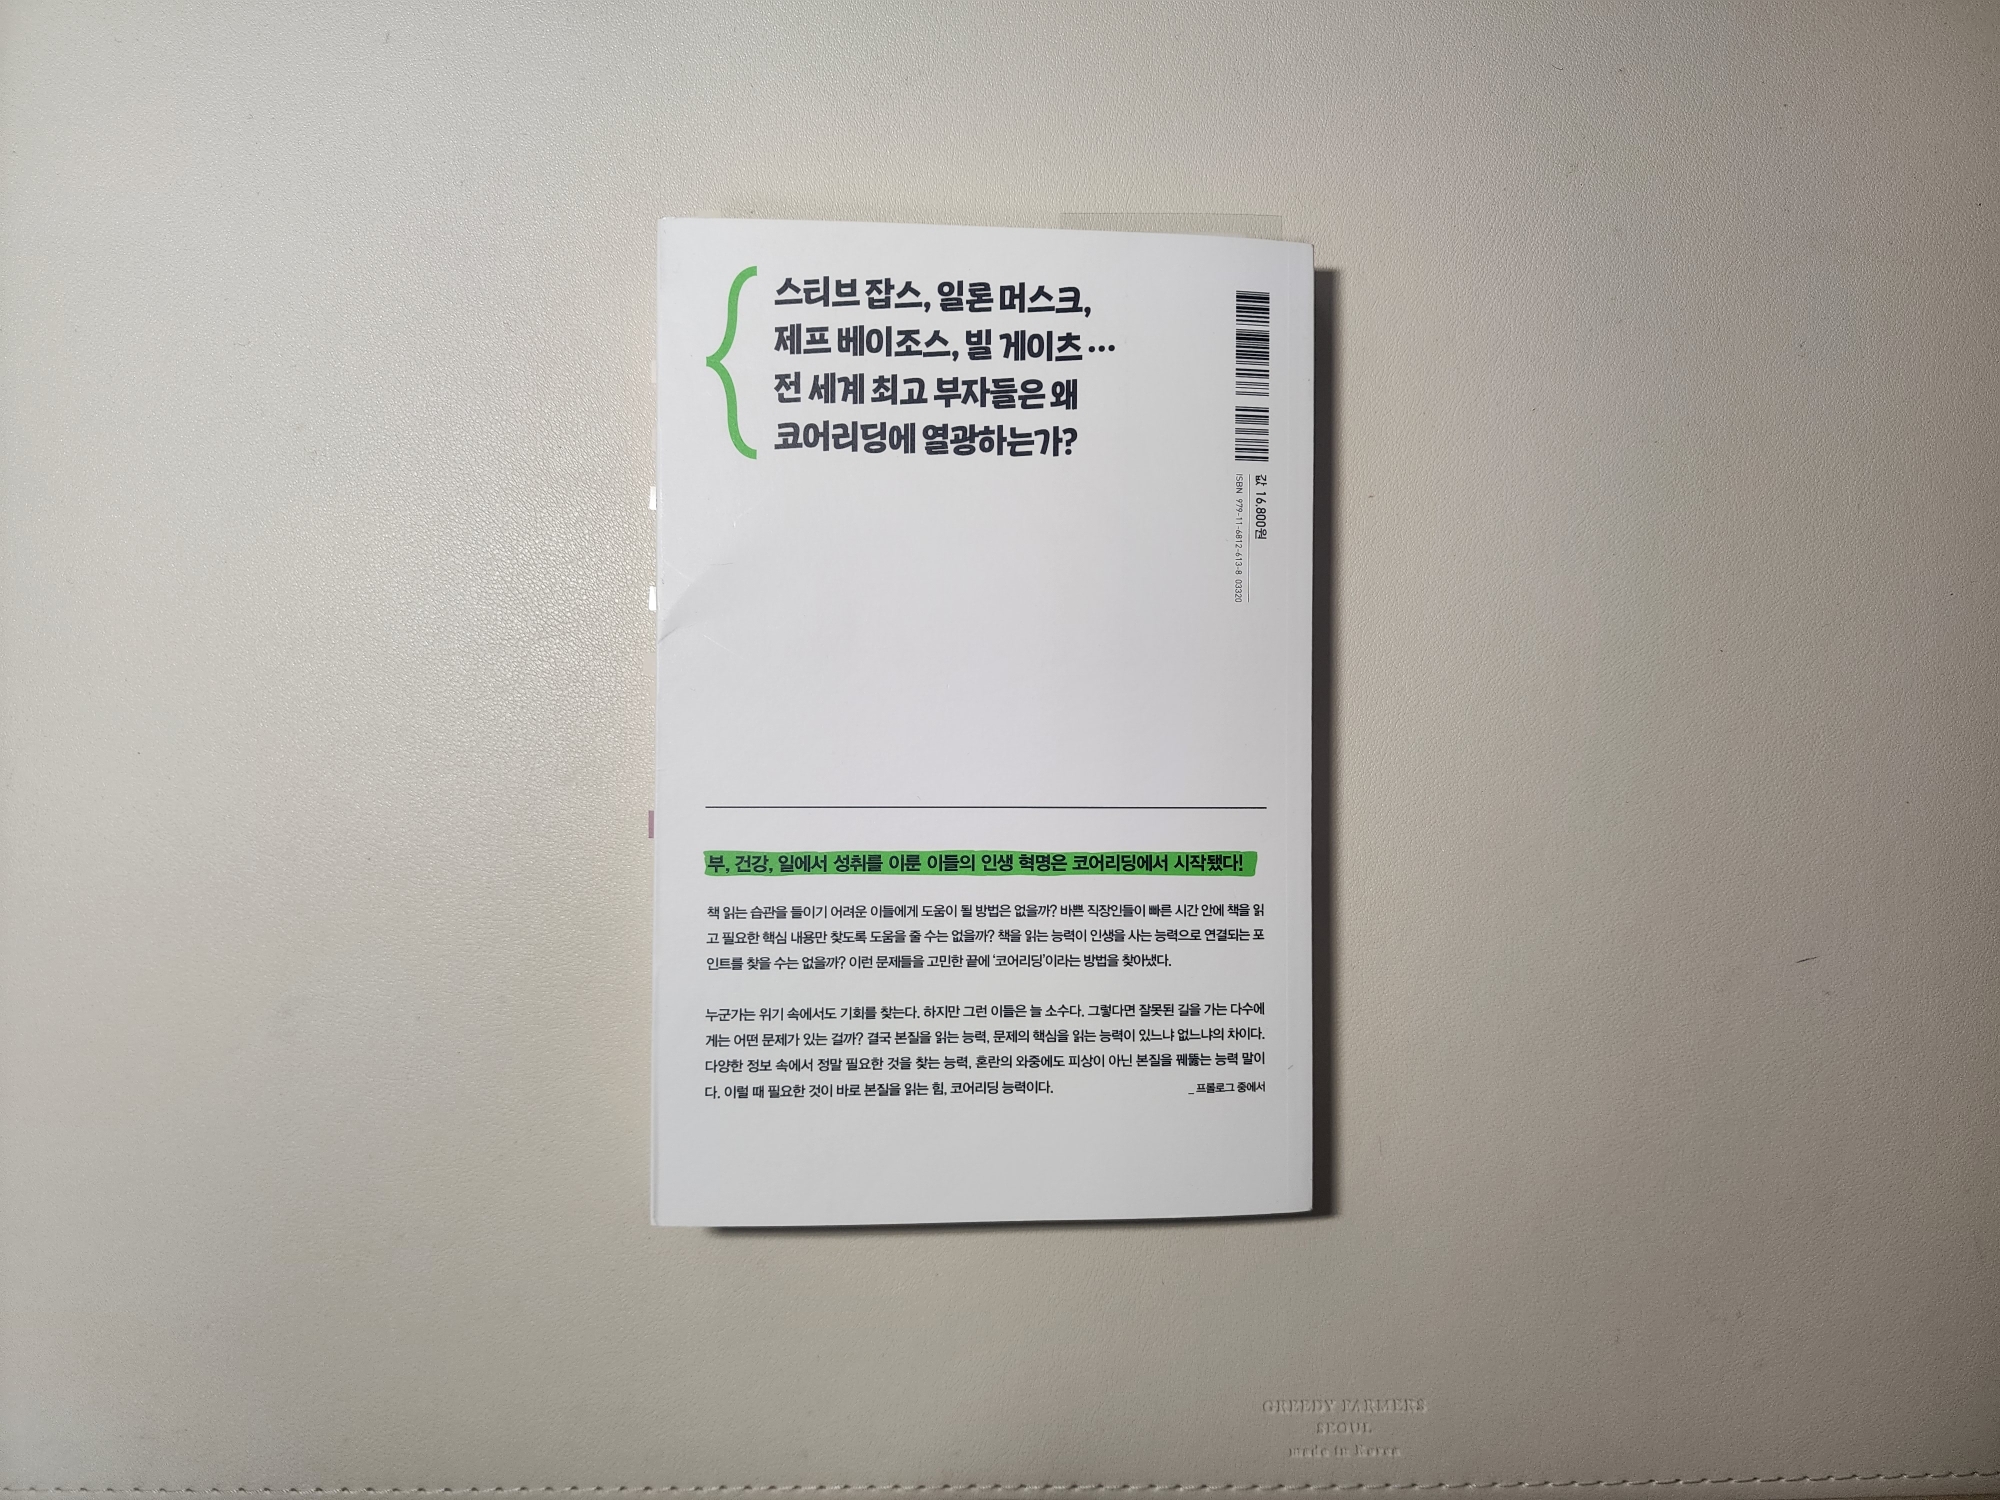 스티브 잡스, 일론 머스크,
제프 베이조스, 빌 게이츠…
전 세계 최고 부자들은 왜
코어리딩에 열광하는가?
값 16,800원
ISBN 979-11-6812-613-8 03320
부, 건강, 일에서 성취를 이룬 이들의 인생 혁명은 코어리딩에서 시작됐다!
책 읽는 습관을 들이기 어려운 이들에게 도움이 될 방법은 없을까? 바쁜 직장인들이 빠른 시간 안에 책을 읽
고 필요한 핵심 내용만 찾도록 도움을 줄 수는 없을까? 책을 읽는 능력이 인생을 사는 능력으로 연결되는 포
인트를 찾을 수는 없을까? 이런 문제들을 고민한 끝에 ‘코어리딩’이라는 방법을 찾아냈다.
누군가는 위기 속에서도 기회를 찾는다. 하지만 그런 이들은 늘 소수다. 그렇다면 잘못된 길을 가는 다수에
게는 어떤 문제가 있는 걸까? 결국 본질을 읽는 능력, 문제의 핵심을 읽는 능력이 있느냐 없느냐의 차이다.
다양한 정보 속에서 정말 필요한 것을 찾는 능력, 혼란의 와중에도 피상이 아닌 본질을 꿰뚫는 능력 말이
다. 이럴 때 필요한 것이 바로 본질을 읽는 힘, 코어리딩 능력이다.
_ 프롤로그 중에서
GREEDY FARMERS
SEOUL
made in Korea